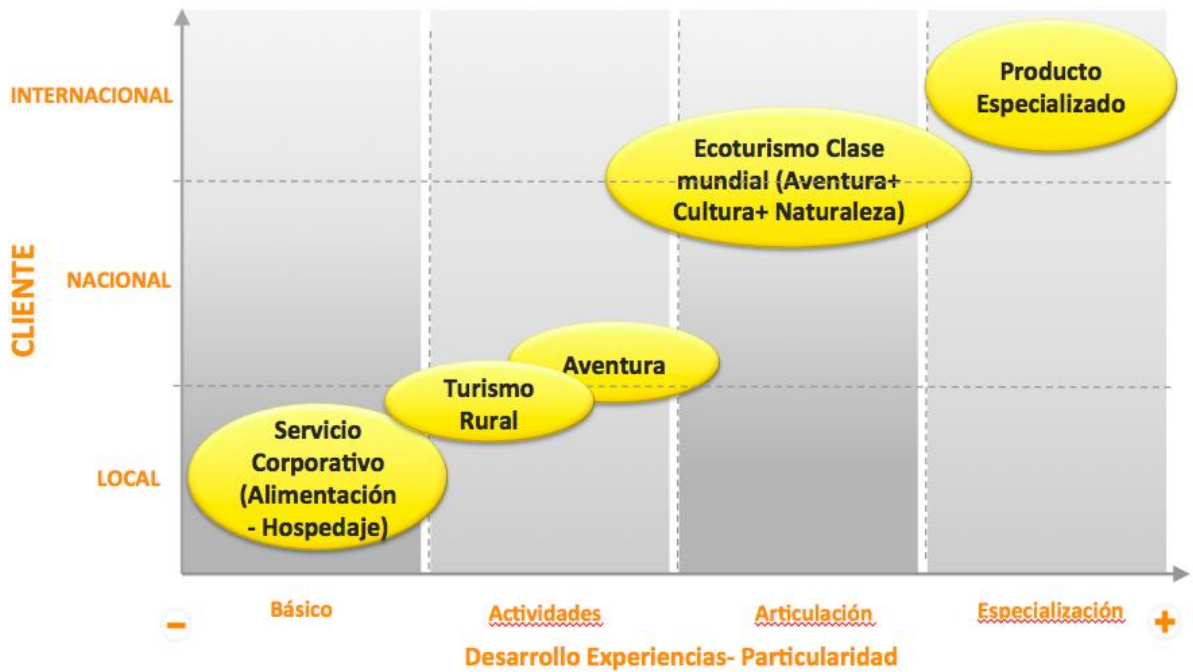 INTERNACIONAL
Producto
Especializado
Ecoturismo Clase
mundial (Aventura+
Cultura+ Naturaleza)
CLIENTE
NACIONAL
Aventura
Turismo
Rural
Servicio
Corporativo
(Alimentación
- Hospedaje)
LOCAL
Básico
Actividades
Articulación
Especialización
Desarrollo Experiencias- Particularidad